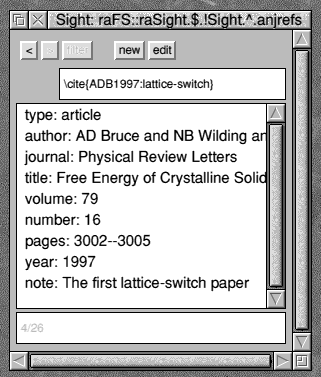 Sight: raFS::raSight.$.!Sight.^.anjrefs
< > filter new edit
\cite{ADB1997:lattice-switch}
type: article
author: AD Bruce and NB Wilding an
journal: Physical Review Letters
title: Free Energy of Crystalline Solid
volume: 79
number: 16
pages: 3002--3005
year: 1997
note: The first lattice-switch paper
4/26